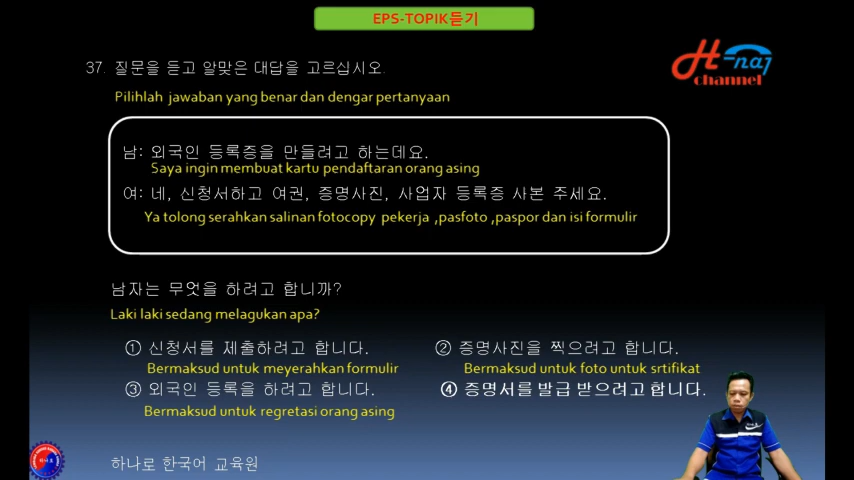 EPS-TOPIK듣기
H-naj
channel
37. 질문을 듣고 알맞은 대답을 고르십시오.
Pilihlah jawaban yang benar dan dengar pertanyaan
남: 외국인 등록증을 만들려고 하는데요.
Saya ingin membuat kartu pendaftaran orang asing
여: 네, 신청서하고 여권, 증명사진, 사업자 등록증 사본 주세요.
Ya tolong serahkan salinan fotocopy pekerja ,pasfoto ,paspor dan isi formulir
남자는 무엇을 하려고 합니까?
Laki laki sedang melagukan apa?
① 신청서를 제출하려고 합니다. ② 증명사진을 찍으려고 합니다.
Bermaksud untuk meyerahkan formulir Bermaksud untuk foto untuk srtifikat
③ 외국인 등록을 하려고 합니다. ④ 증명서를 발급 받으려고 합니다.
Bermaksud untuk regretasi orang asing
하나로 한국어 교육원